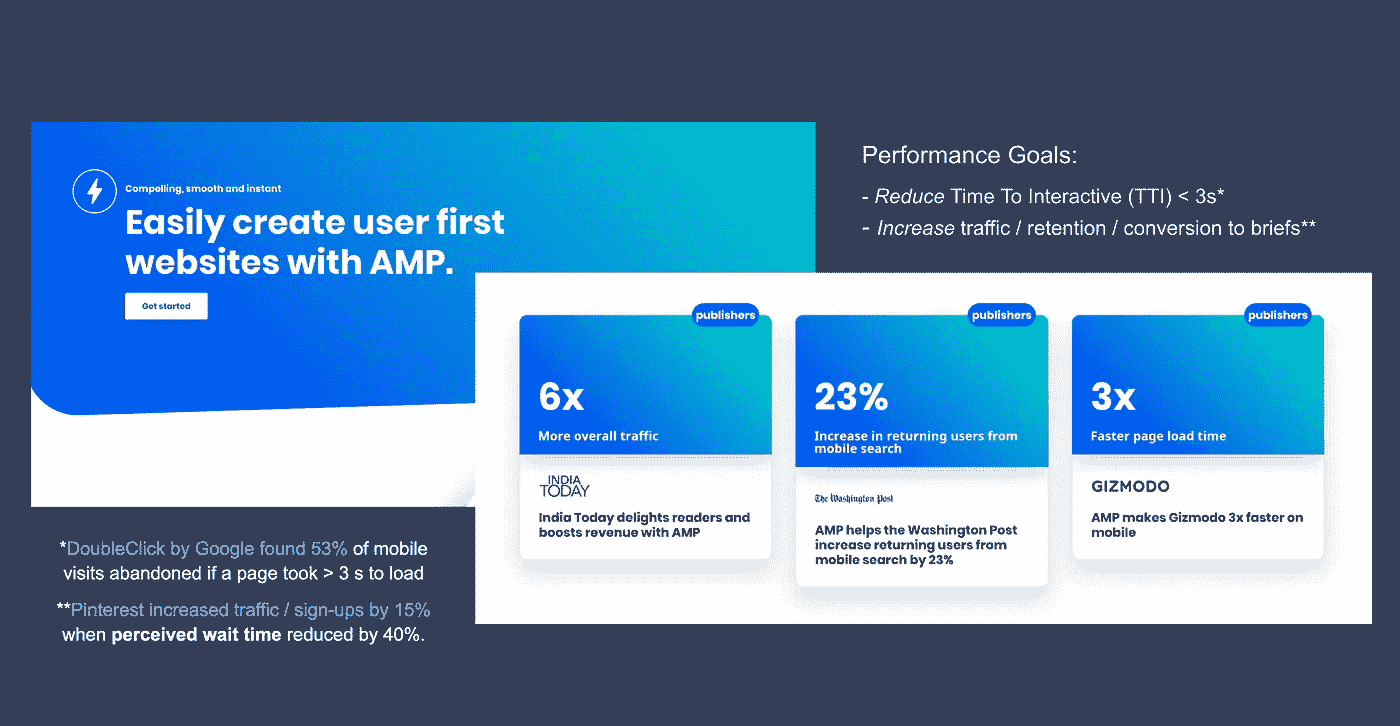 Compelling, smooth and instant
Easily create user first
websites with AMP.
Get started
Performance Goals:
- Reduce Time To Interactive (TTI) < 3s*
- Increase traffic / retention / conversion to briefs**
publishers
6x
More overall traffic
INDIA
TODAY
India Today delights readers and
boosts revenue with AMP
publishers
23%
Increase in returning users from
mobile search
The Washington Post
AMP helps the Washington Post
increase returning users from
mobile search by 23%
publishers
3x
Faster page load time
GIZMODO
AMP makes Gizmodo 3x faster on
mobile
*DoubleClick by Google found 53% of mobile
visits abandoned if a page took > 3 s to load
**Pinterest increased traffic / sign-ups by 15%
when perceived wait time reduced by 40%.